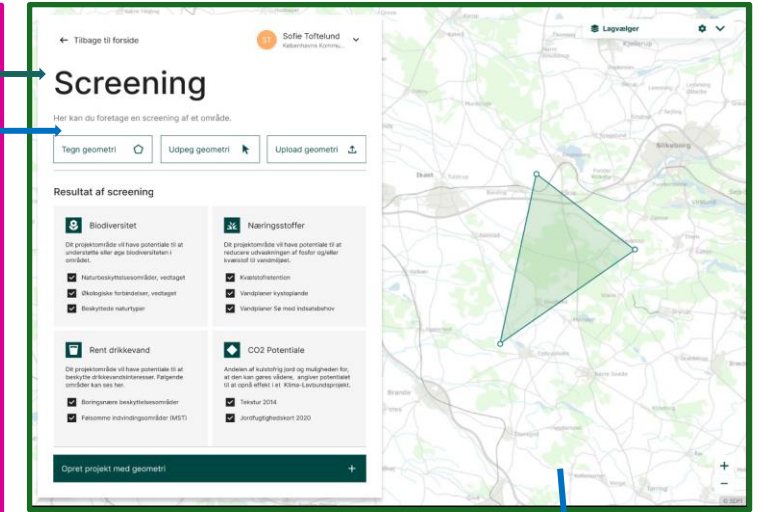 ← Tilbage til forside
ST
Sofie Toftelund
Københavns Kommu...
Screening
Her kan du foretage en screening af et område.
Tegn geometri
Udpeg geometri
Upload geometri
Resultat af screening
Biodiversitet
Dit projektområde vil have potentiale til at
understøtte eller øge biodiversiteten i
området.
Naturbeskyttelsesområder, vedtaget
Økologiske forbindelser, vedtaget
Beskyttede naturtyper
Næringsstoffer
Dit projektområde vil have potentiale til at
reducere udvaskningen af fosfor og/eller
kvælstof til vandmiljøet.
Kvælstofretention
Vandplaner kystoplande
Vandplaner Sø med indsatsbehov
Rent drikkevand
Dit projektområde vil have potentiale til at
beskytte drikkevandsinteresser. Følgende
områder kan ses her.
Boringsnære beskyttelsesområder
Følsomme indvindingsområder (MST)
CO2 Potentiale
Andelen af kulstofrig jord og muligheden for,
at den kan gøres vådere, angiver potentialet
til at opnå effekt i et Klima-Lavbundsprojekt.
Tekstur 2014
Jordfugtighedskort 2020
Opret projekt med geometri +
Lagvælger
Kjellerup
Silkeborg
Ikast
Brande
+
−
© SDFI